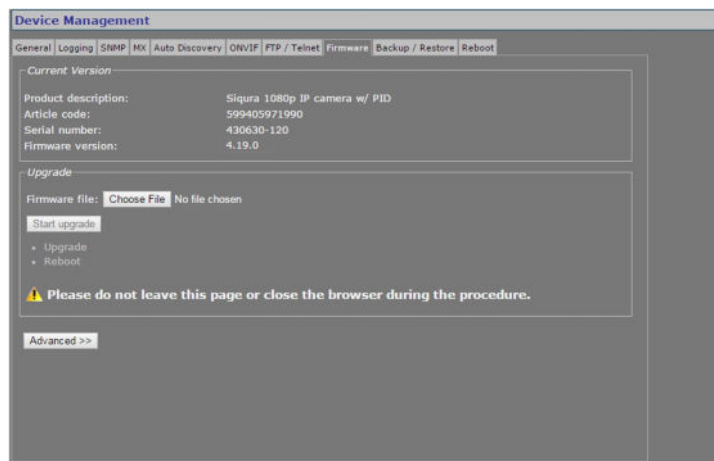 Device Management
General Logging SNMP MX Auto Discovery ONVIF FTP / Telnet Firmware Backup / Restore Reboot
Current Version
Product description: Siqura 1080p IP camera w/ PID
Article code: 599405971990
Serial number: 430630-120
Firmware version: 4.19.0
Upgrade
Firmware file: Choose File No file chosen
Start upgrade
• Upgrade
• Reboot
Please do not leave this page or close the browser during the procedure.
Advanced >>